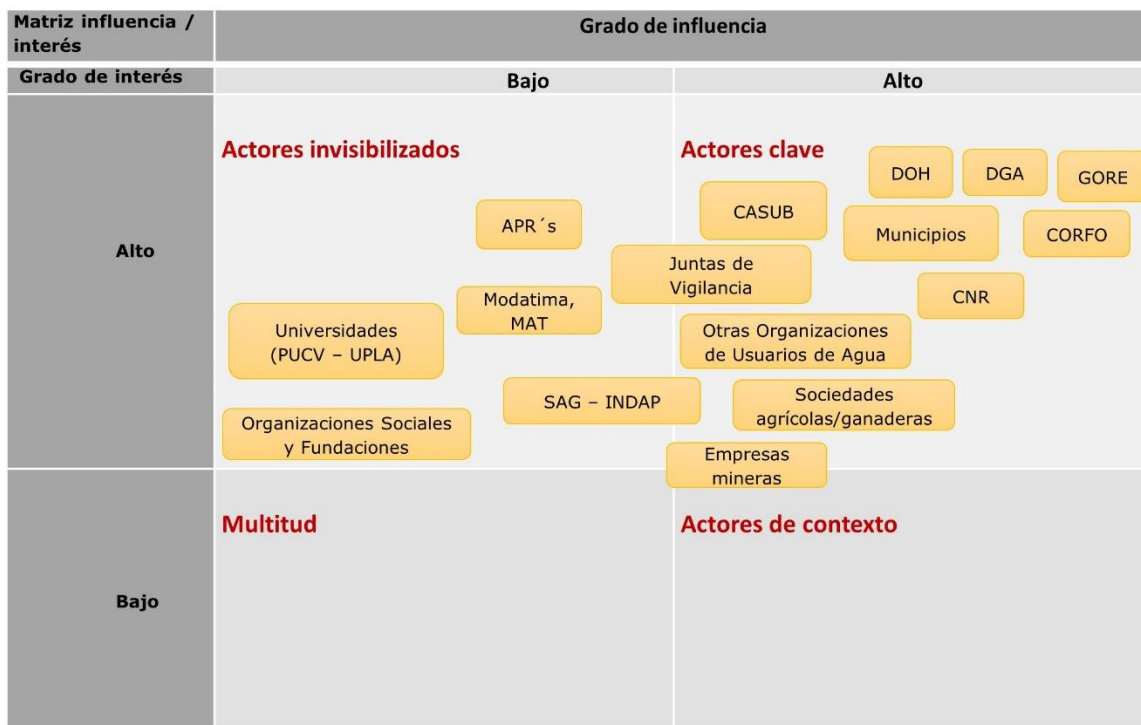 Matriz influencia /
interés
Grado de influencia
Grado de interés
Bajo
Alto
Alto
Actores invisibilizados
Actores clave
DOH
DGA
GORE
CASUB
APR´s
Municipios
CORFO
Juntas de
Vigilancia
CNR
Modatima,
MAT
Universidades
(PUCV – UPLA)
Otras Organizaciones
de Usuarios de Agua
SAG – INDAP
Sociedades
agrícolas/ganaderas
Organizaciones Sociales
y Fundaciones
Empresas
mineras
Bajo
Multitud
Actores de contexto